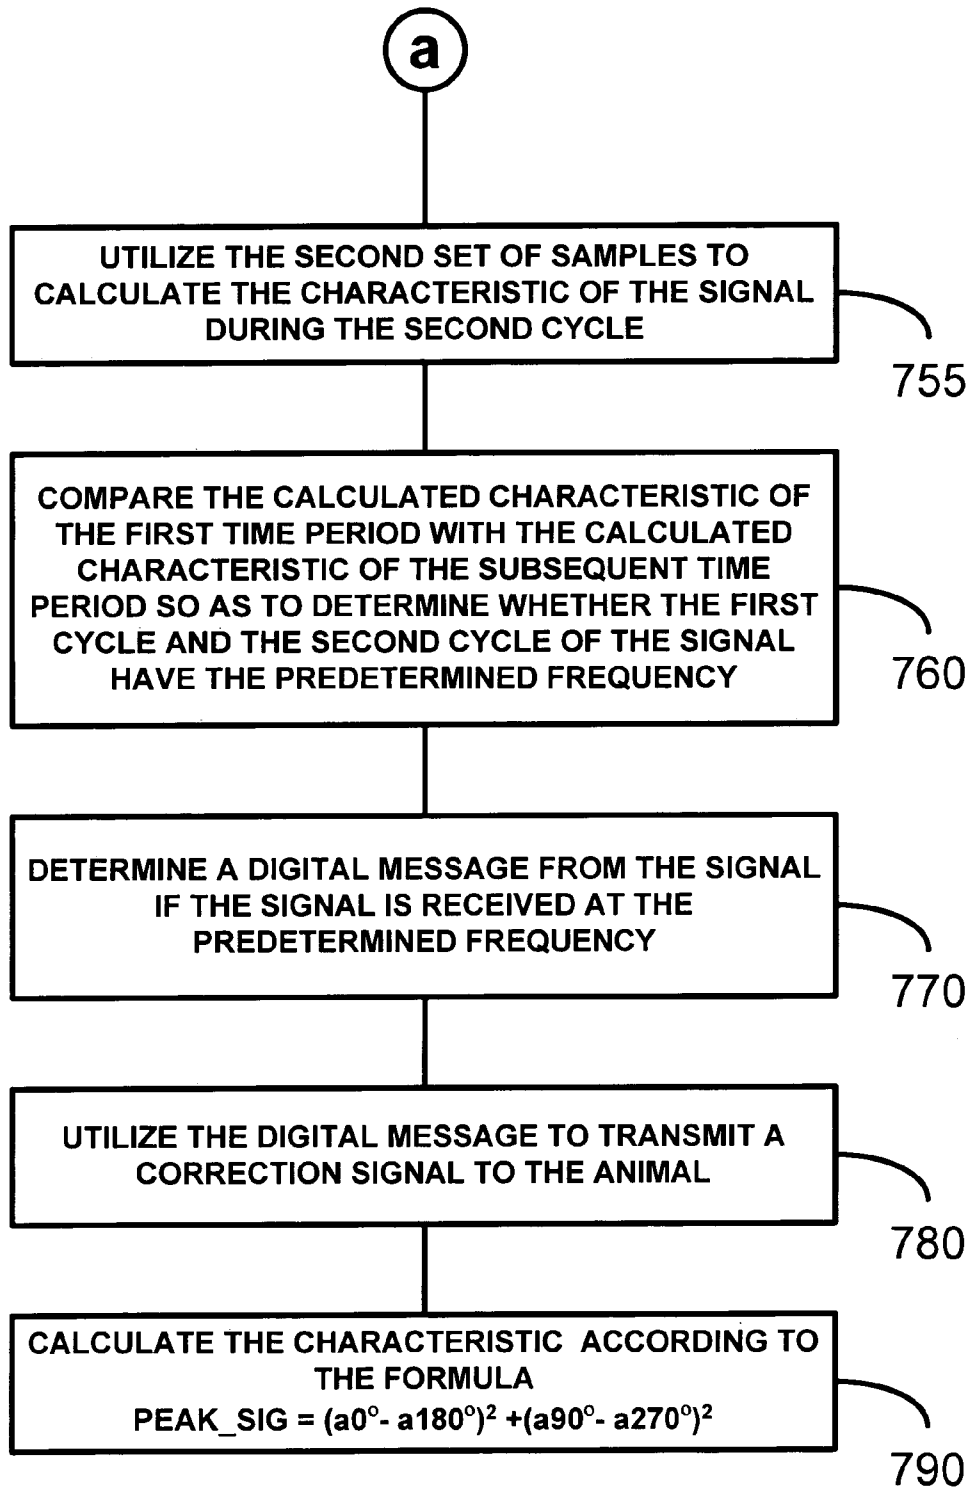 a
UTILIZE THE SECOND SET OF SAMPLES TO
CALCULATE THE CHARACTERISTIC OF THE SIGNAL
DURING THE SECOND CYCLE
755
COMPARE THE CALCULATED CHARACTERISTIC OF
THE FIRST TIME PERIOD WITH THE CALCULATED
CHARACTERISTIC OF THE SUBSEQUENT TIME
PERIOD SO AS TO DETERMINE WHETHER THE FIRST
CYCLE AND THE SECOND CYCLE OF THE SIGNAL
HAVE THE PREDETERMINED FREQUENCY
760
DETERMINE A DIGITAL MESSAGE FROM THE SIGNAL
IF THE SIGNAL IS RECEIVED AT THE
PREDETERMINED FREQUENCY
770
UTILIZE THE DIGITAL MESSAGE TO TRANSMIT A
CORRECTION SIGNAL TO THE ANIMAL
780
CALCULATE THE CHARACTERISTIC ACCORDING TO
THE FORMULA
PEAK_SIG = (a0º- a180º)² +(a90º- a270º)²
790